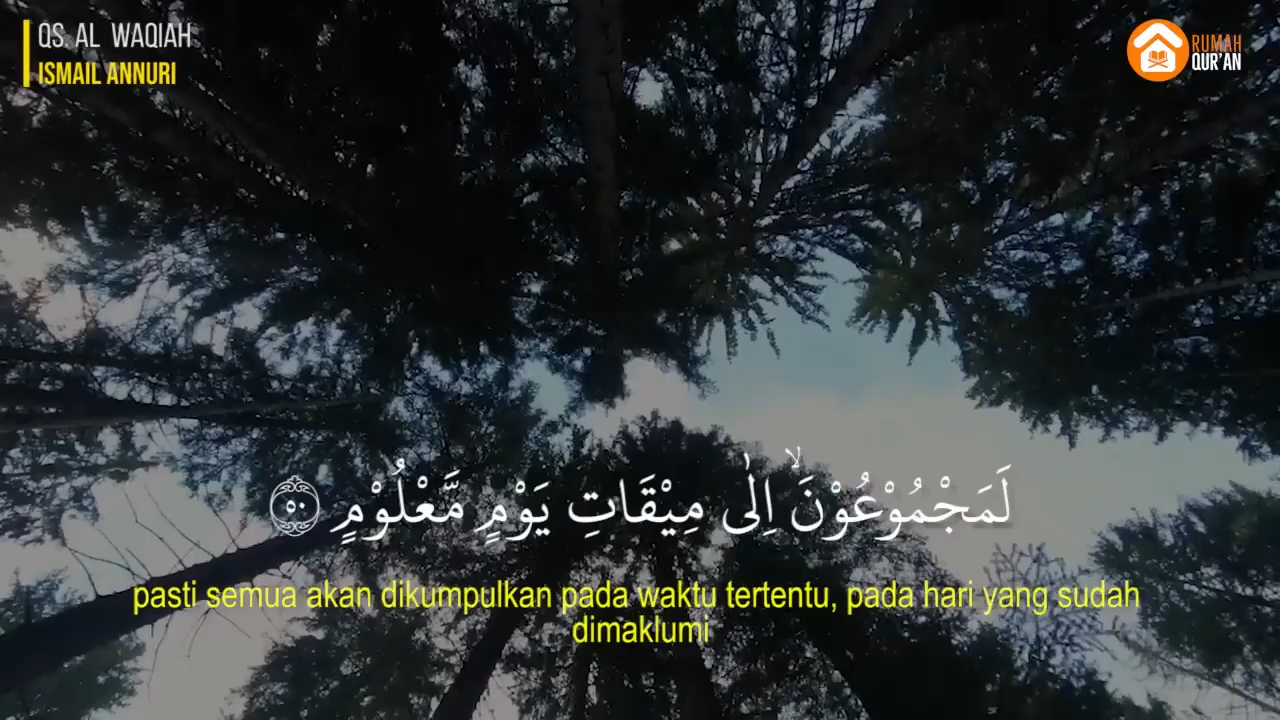 QS. AL WAQIAH
ISMAIL ANNURI
RUMAH
QUR'AN
لَمَجْمُوْعُوْنَۙ اِلٰى مِيْقَاتِ يَوْمٍ مَّعْلُوْمٍ ٥٠
pasti semua akan dikumpulkan pada waktu tertentu, pada hari yang sudah
dimaklumi